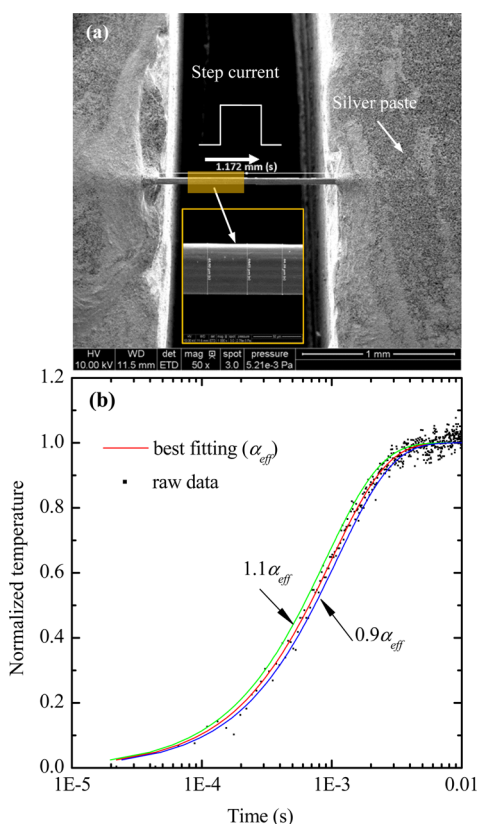 (a)
Step current
Silver paste
1.172 mm (s)
HV WD det mag spot pressure
10.00 kV 11.5 mm ETD 50 x 3.0 5.21e-3 Pa 1 mm
(b)
best fitting (αeff)
raw data
1.1αeff
0.9αeff
Normalized temperature
1.2
1.0
0.8
0.6
0.4
0.2
0.0
1E-5 1E-4 1E-3 0.01
Time (s)